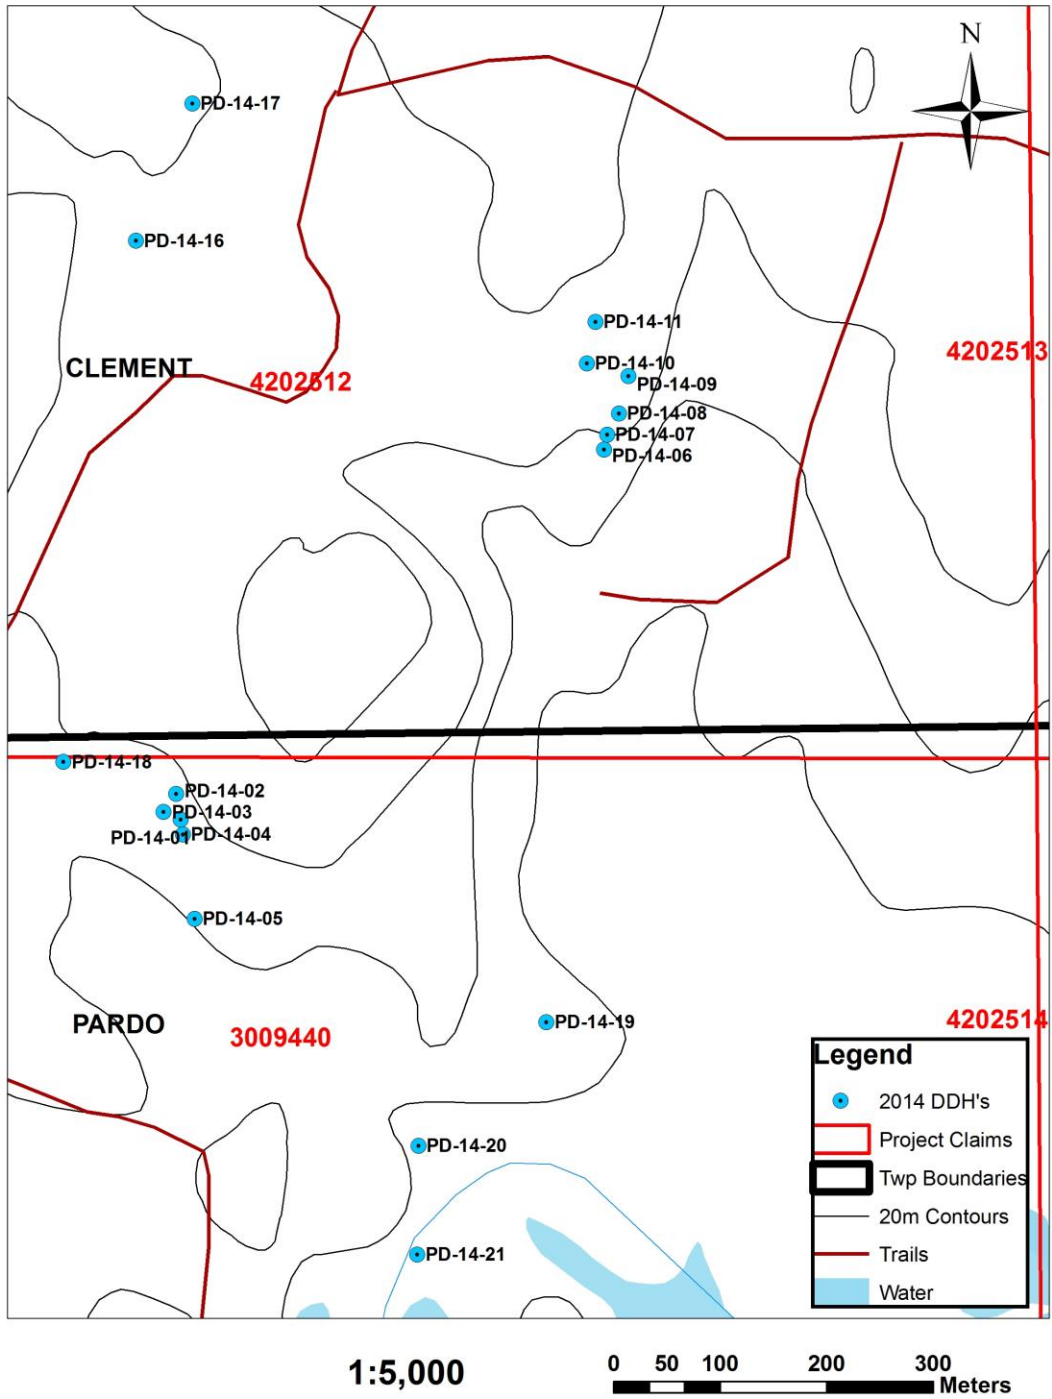 N
PD-14-17
PD-14-16
PD-14-11
4202513
CLEMENT
4202512
PD-14-10
PD-14-09
PD-14-08
PD-14-07
PD-14-06
PD-14-18
PD-14-02
PD-14-03
PD-14-01
PD-14-04
PD-14-05
PARDO
3009440
PD-14-19
4202514
Legend
2014 DDH's
Project Claims
Twp Boundaries
20m Contours
Trails
Water
PD-14-20
PD-14-21
1:5,000
0 50 100 200 300
Meters